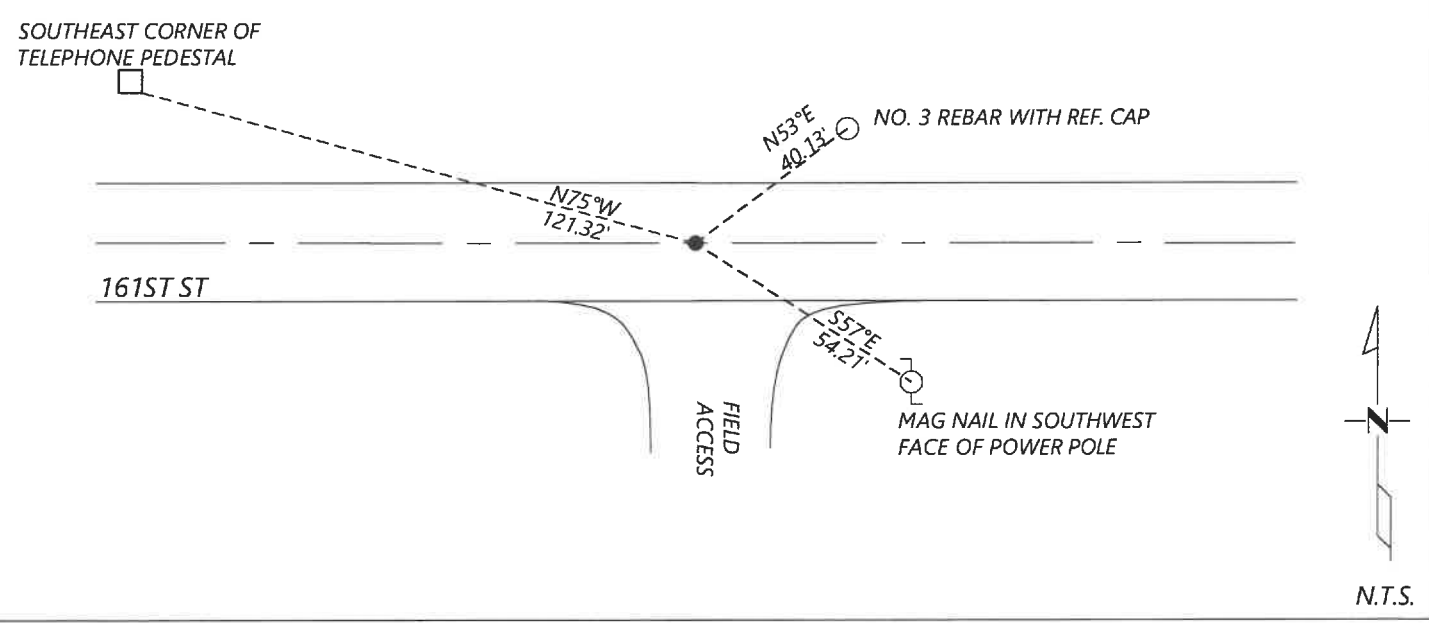 SOUTHEAST CORNER OF
TELEPHONE PEDESTAL
N53°E
40.13'
NO. 3 REBAR WITH REF. CAP
N75°W
121.32'
161ST ST
S57°E
54.21'
FIELD
ACCESS
MAG NAIL IN SOUTHWEST
FACE OF POWER POLE
N
N.T.S.